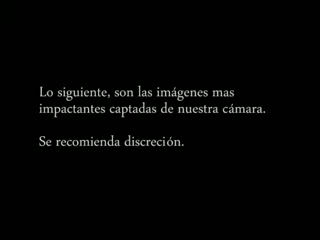 Lo siguiente, son las imágenes mas
impactantes captadas de nuestra cámara.
Se recomienda discreción.